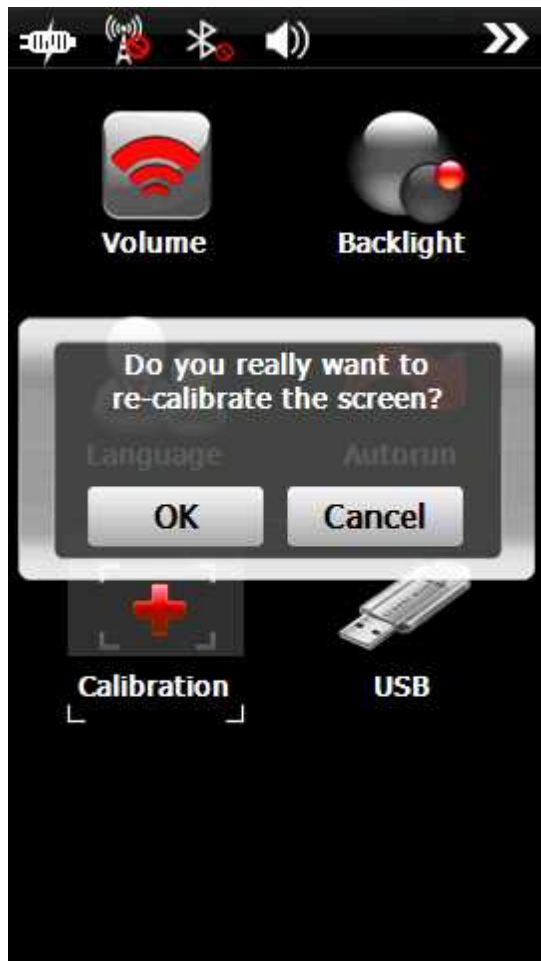 Volume
Backlight
Do you really want to
re-calibrate the screen?
Language
Autorun
OK
Cancel
Calibration
USB